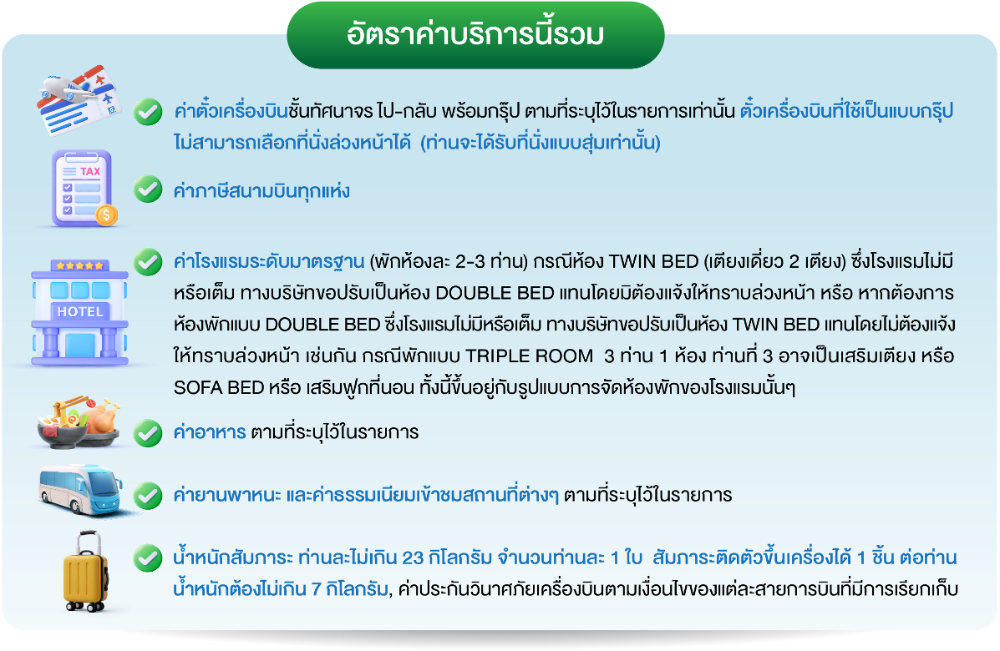 อัตราค่าบริการนี้รวม
ค่าตั๋วเครื่องบินชั้นทัศนาจร ไป-กลับ พร้อมกรุ๊ป ตามที่ระบุไว้ในรายการเท่านั้น ตั๋วเครื่องบินที่ใช้เป็นแบบกรุ๊ป
ไม่สามารถเลือกที่นั่งล่วงหน้าได้ (ท่านจะได้รับที่นั่งแบบสุ่มเท่านั้น)
TAX
$
ค่าภาษีสนามบินทุกแห่ง
ค่าโรงแรมระดับมาตรฐาน (พักห้องละ 2-3 ท่าน) กรณีห้อง TWIN BED (เตียงเดี่ยว 2 เตียง) ซึ่งโรงแรมไม่มี
หรือเต็ม ทางบริษัทขอปรับเป็นห้อง DOUBLE BED แทนโดยมิต้องแจ้งให้ทราบล่วงหน้า หรือ หากต้องการ
HOTEL
ห้องพักแบบ DOUBLE BED ซึ่งโรงแรมไม่มีหรือเต็ม ทางบริษัทขอปรับเป็นห้อง TWIN BED แทนโดยไม่ต้องแจ้ง
ให้ทราบล่วงหน้า เช่นกัน กรณีพักแบบ TRIPLE ROOM 3 ท่าน 1 ห้อง ท่านที่ 3 อาจเป็นเสริมเตียง หรือ
SOFA BED หรือ เสริมฟูกที่นอน ทั้งนี้ขึ้นอยู่กับรูปแบบการจัดห้องพักของโรงแรมนั้นๆ
ค่าอาหาร ตามที่ระบุไว้ในรายการ
ค่ายานพาหนะ และค่าธรรมเนียมเข้าชมสถานที่ต่างๆ ตามที่ระบุไว้ในรายการ
น้ำหนักสัมภาระ ท่านละไม่เกิน 23 กิโลกรัม จำนวนท่านละ 1 ใบ สัมภาระติดตัวขึ้นเครื่องได้ 1 ชิ้น ต่อท่าน
น้ำหนักต้องไม่เกิน 7 กิโลกรัม, ค่าประกันวินาศภัยเครื่องบินตามเงื่อนไขของแต่ละสายการบินที่มีการเรียกเก็บ